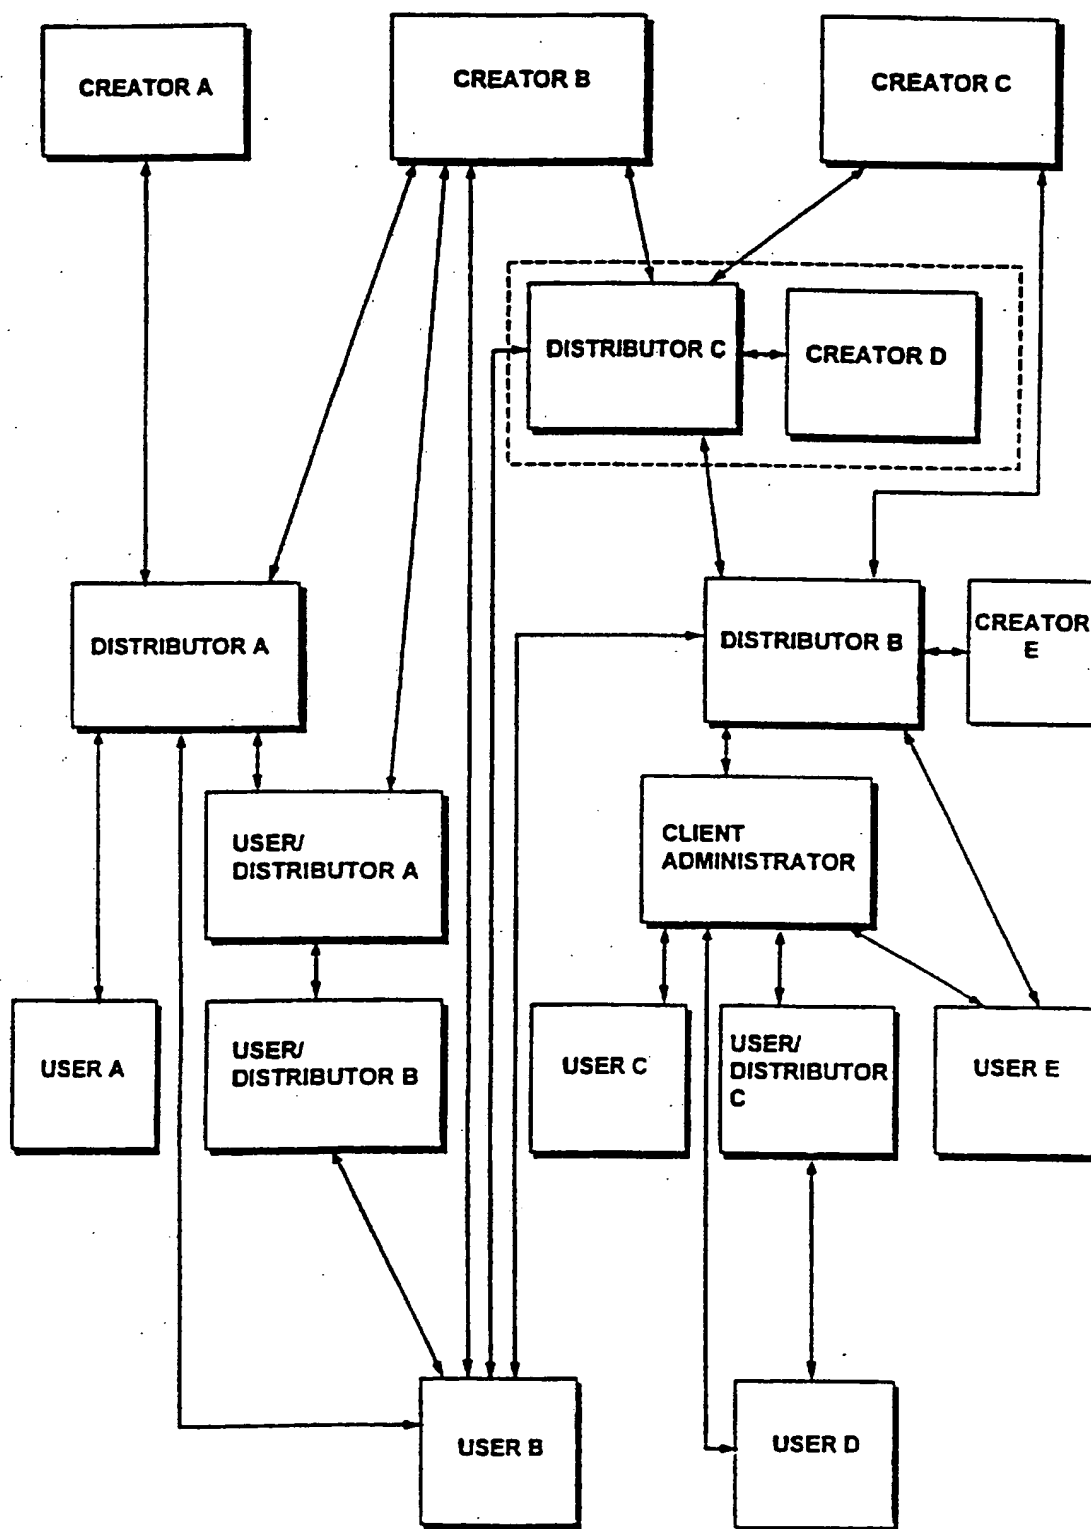 CREATOR A
CREATOR B
CREATOR C
DISTRIBUTOR C
CREATOR D
DISTRIBUTOR A
DISTRIBUTOR B
CREATOR
E
USER/
DISTRIBUTOR A
CLIENT
ADMINISTRATOR
USER A
USER/
DISTRIBUTOR B
USER C
USER/
DISTRIBUTOR
C
USER E
USER B
USER D